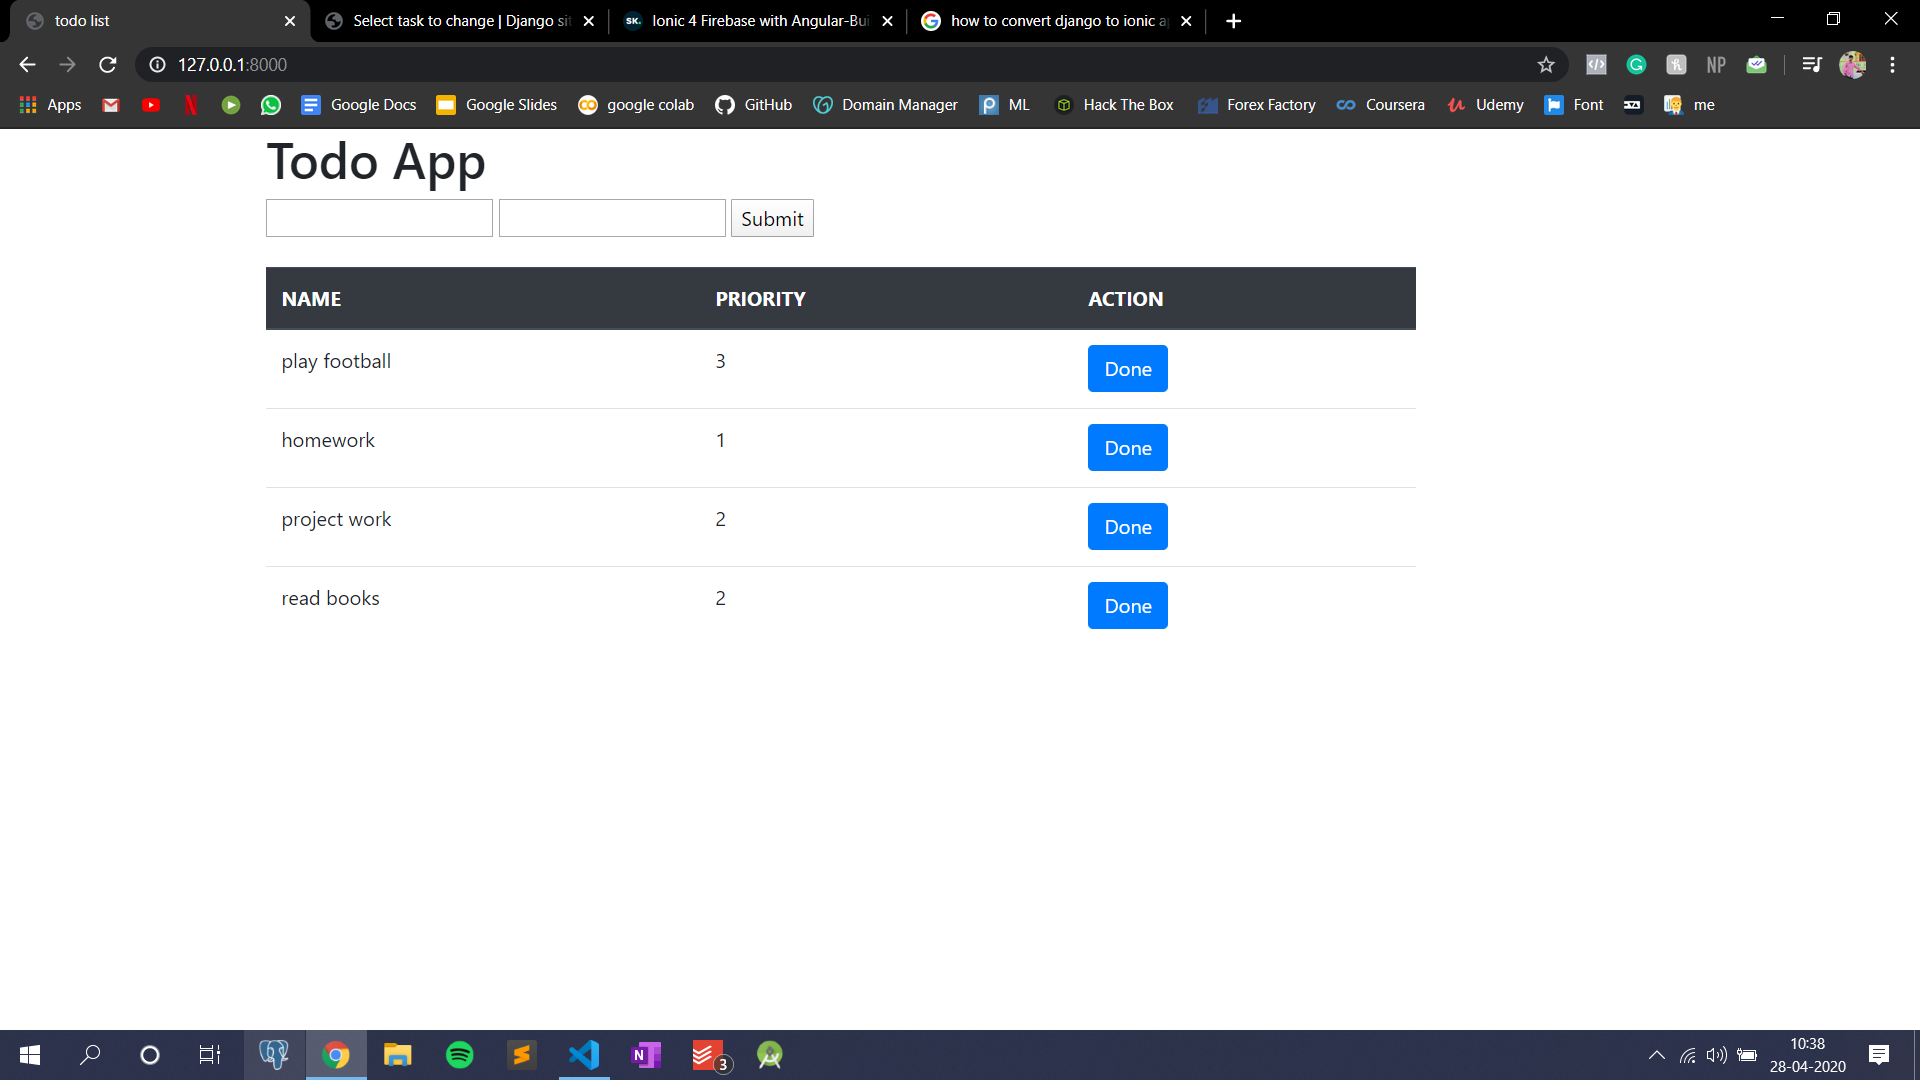 todo list
Select task to change | Django sit
SK. Ionic 4 Firebase with Angular-Bui
how to convert django to ionic a
127.0.0.1:8000
NP
Apps Google Docs Google Slides google colab GitHub Domain Manager ML Hack The Box Forex Factory Coursera Udemy Font me
Todo App
Submit
NAME PRIORITY ACTION
play football 3 Done
homework 1 Done
project work 2 Done
read books 2 Done
N
3
10:38
28-04-2020